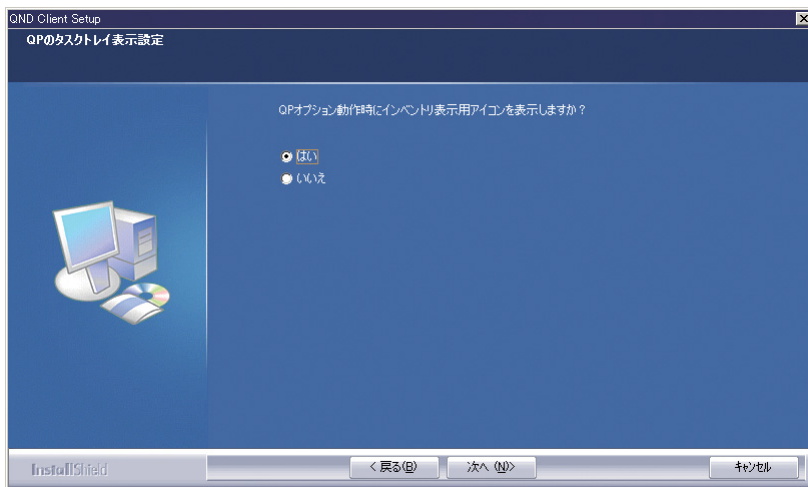 QND Client Setup
QPのタスクトレイ表示設定
QPオプション動作時にインベントリ表示用アイコンを表示しますか？
はい
いいえ
InstallShield
< 戻る(B)
次へ (N)>
キャンセル